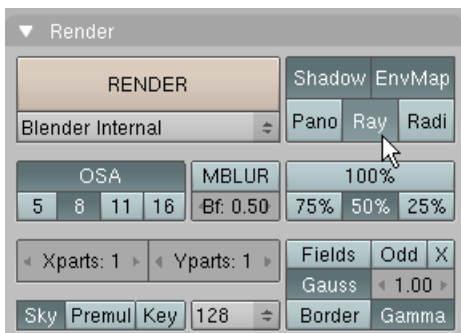 Render
RENDER
Shadow EnvMap
Blender Internal
Pano Ray Radi
OSA MBLUR 100%
5 8 11 16 Bf: 0.50 75% 50% 25%
Xparts: 1 Yparts: 1 Fields Odd X
Gauss 1.00
Sky Premul Key 128 Border Gamma